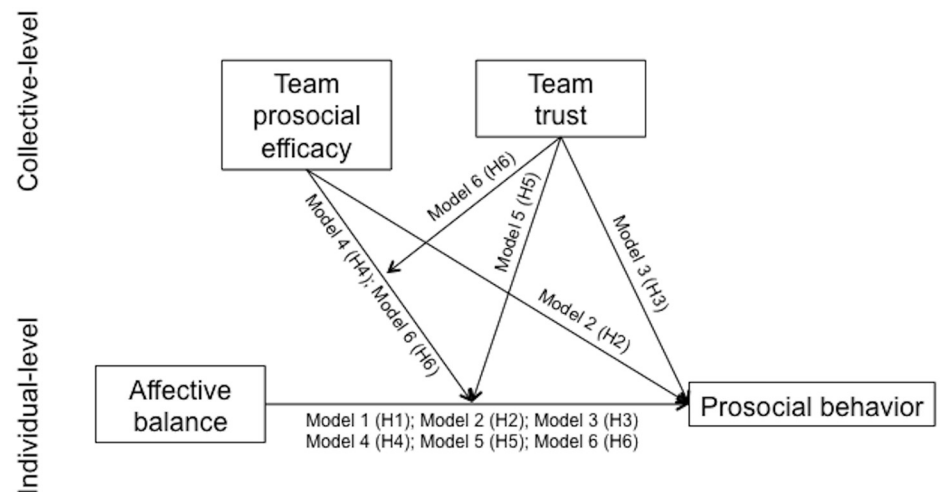 Collective-level
Team
prosocial
efficacy
Team
trust
Model 6 (H6)
Model 5 (H5)
Model 4 (H4); Model 6 (H6)
Model 3 (H3)
Model 2 (H2)
Individual-level
Affective
balance
Prosocial behavior
Model 1 (H1); Model 2 (H2); Model 3 (H3)
Model 4 (H4); Model 5 (H5); Model 6 (H6)